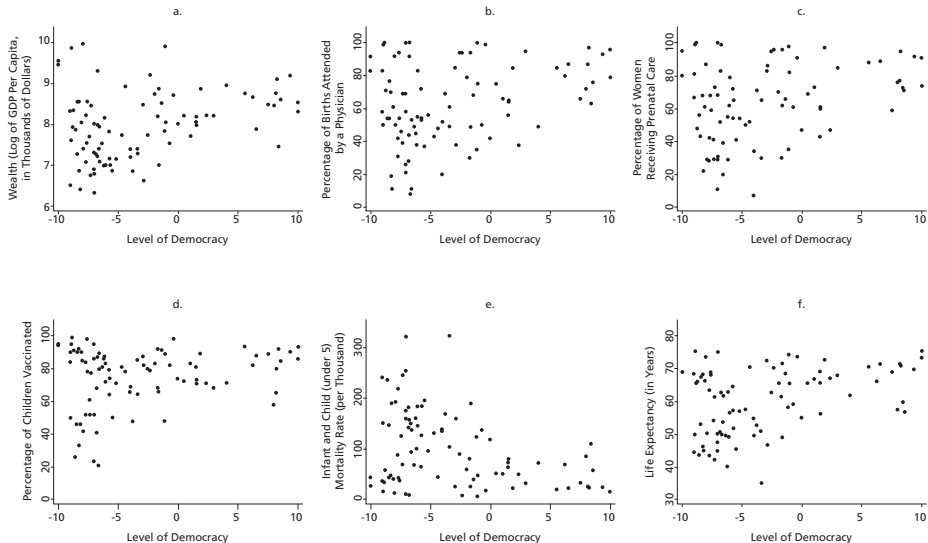 a.
Wealth (Log of GDP Per Capita,
in Thousands of Dollars)
10
9
8
7
6
-10 -5 0 5 10
Level of Democracy
b.
Percentage of Births Attended
by a Physician
100
80
60
40
20
0
-10 -5 0 5 10
Level of Democracy
c.
Percentage of Women
Receiving Prenatal Care
100
80
60
40
20
0
-10 -5 0 5 10
Level of Democracy
d.
Percentage of Children Vaccinated
100
80
60
40
20
0
-10 -5 0 5 10
Level of Democracy
e.
Infant and Child (under 5)
Mortality Rate (per Thousand)
300
200
100
0
-10 -5 0 5 10
Level of Democracy
f.
Life Expectancy (in Years)
80
70
60
50
30
-10 -5 0 5 10
Level of Democracy